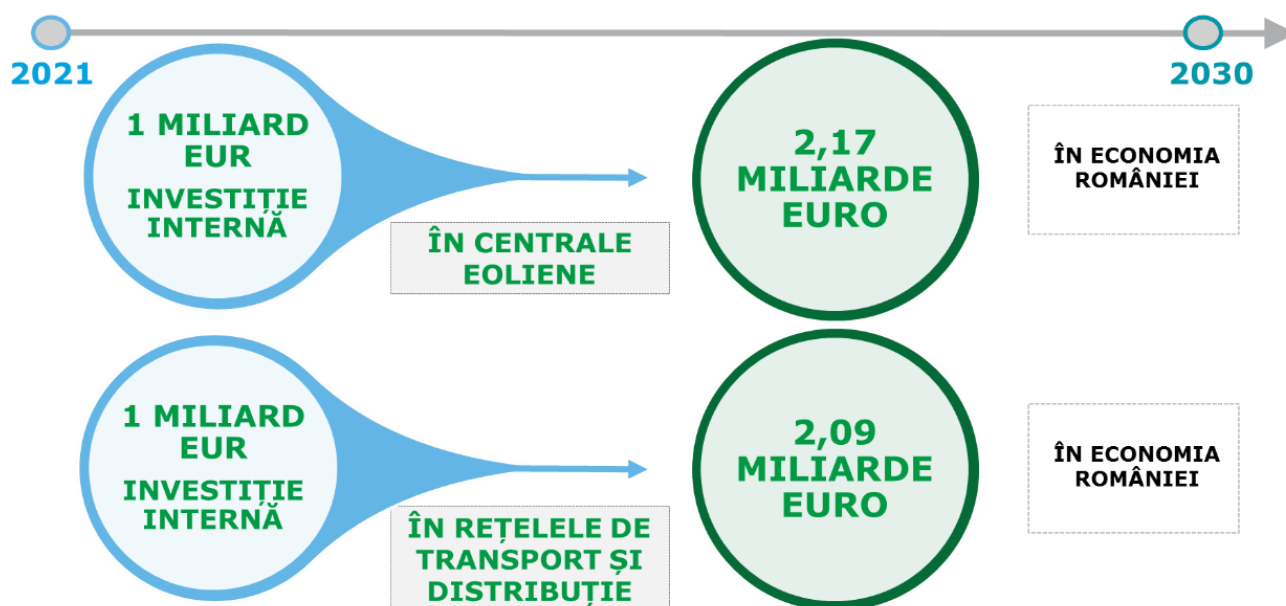 2021
2030
1 MILIARD
EUR
INVESTIȚIE
INTERNĂ
ÎN CENTRALE
EOLIENE
2,17
MILIARDE
EURO
ÎN ECONOMIA
ROMÂNIEI
1 MILIARD
EUR
INVESTIȚIE
INTERNĂ
ÎN REȚELELE DE
TRANSPORT ȘI
DISTRIBUȚIE
2,09
MILIARDE
EURO
ÎN ECONOMIA
ROMÂNIEI